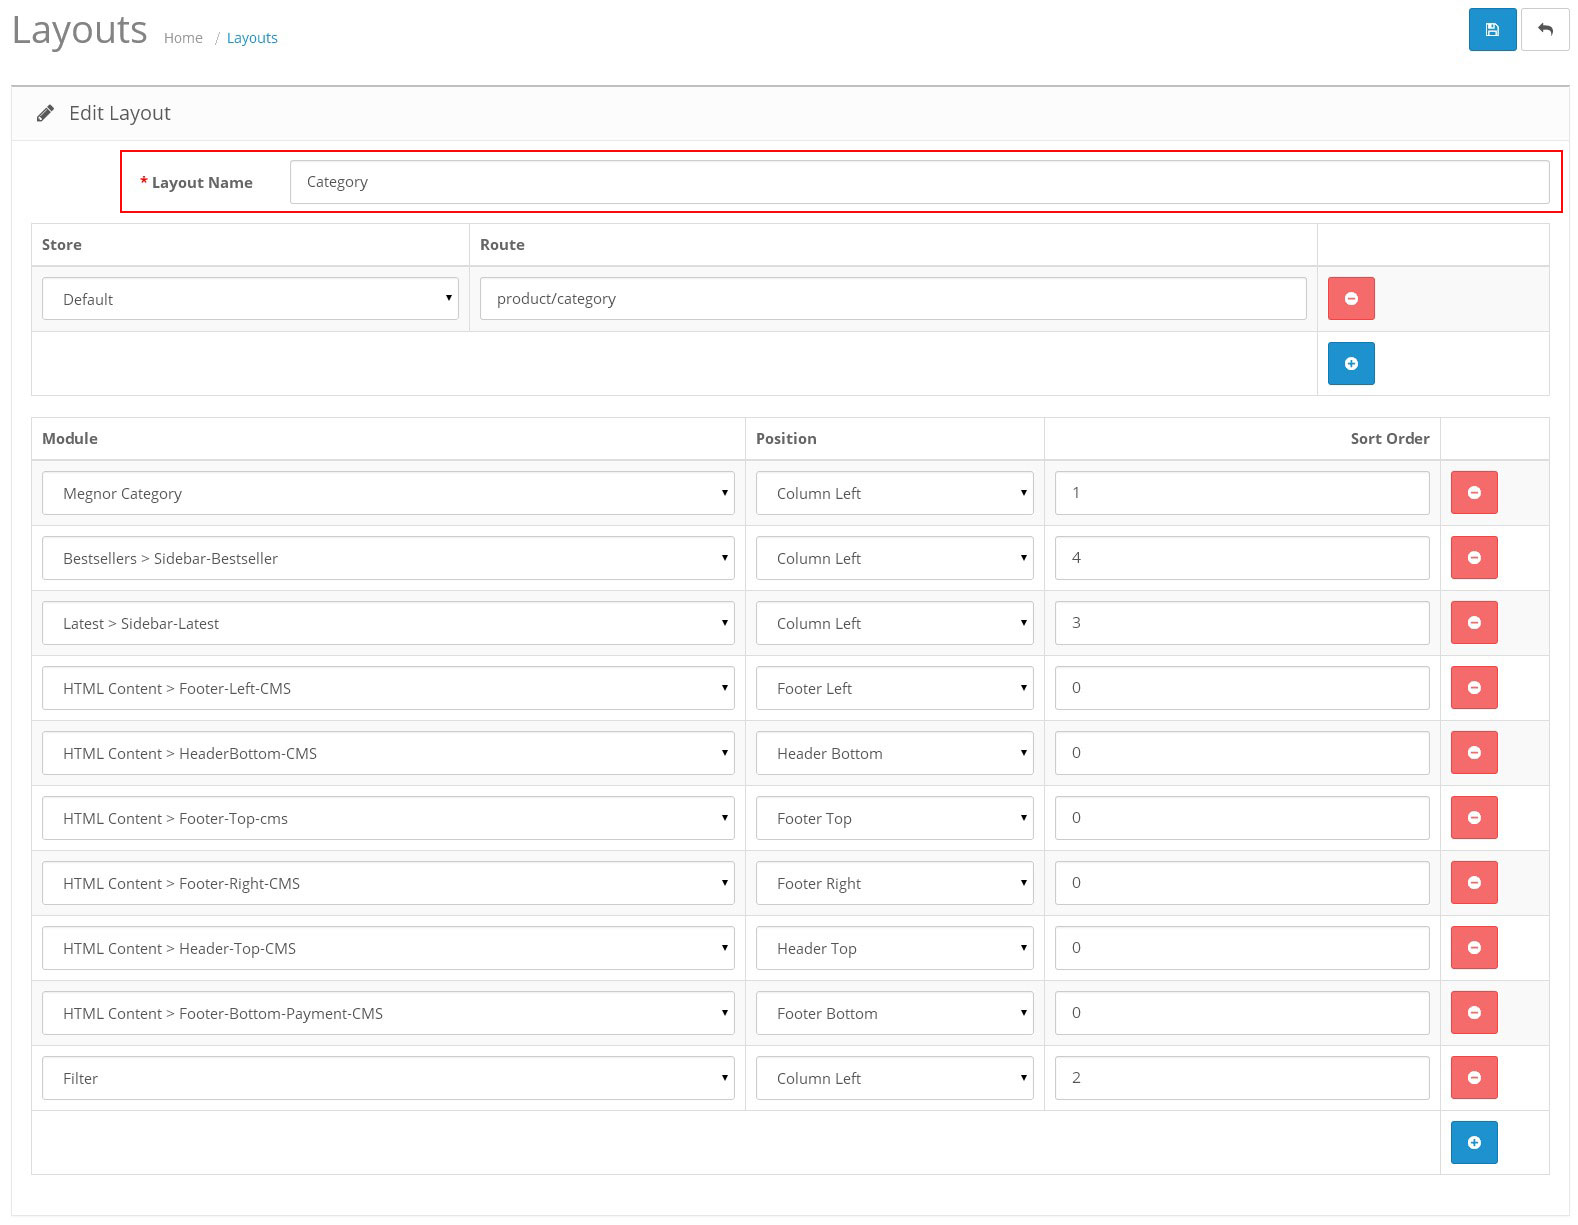 Layouts Home / Layouts
Edit Layout
* Layout Name Category
Store Route
Default product/category
Module Position Sort Order
Megnor Category Column Left 1
Bestsellers > Sidebar-Bestseller Column Left 4
Latest > Sidebar-Latest Column Left 3
HTML Content > Footer-Left-CMS Footer Left 0
HTML Content > HeaderBottom-CMS Header Bottom 0
HTML Content > Footer-Top-cms Footer Top 0
HTML Content > Footer-Right-CMS Footer Right 0
HTML Content > Header-Top-CMS Header Top 0
HTML Content > Footer-Bottom-Payment-CMS Footer Bottom 0
Filter Column Left 2